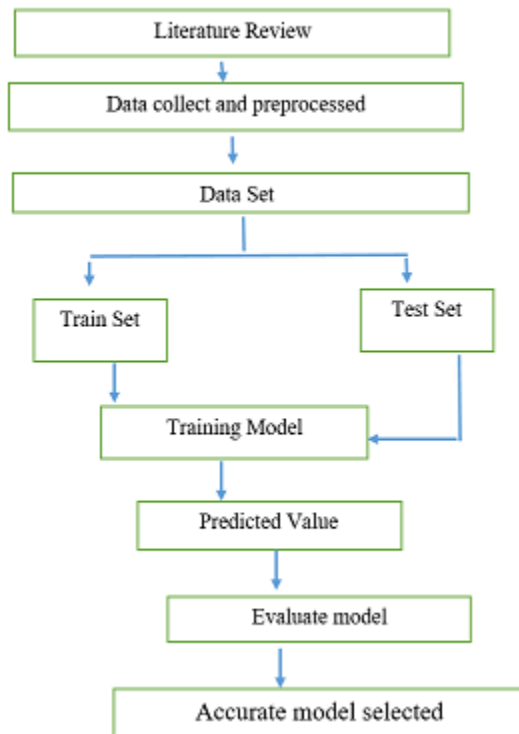 Literature Review
Data collect and preprocessed
Data Set
Train Set
Test Set
Training Model
Predicted Value
Evaluate model
Accurate model selected